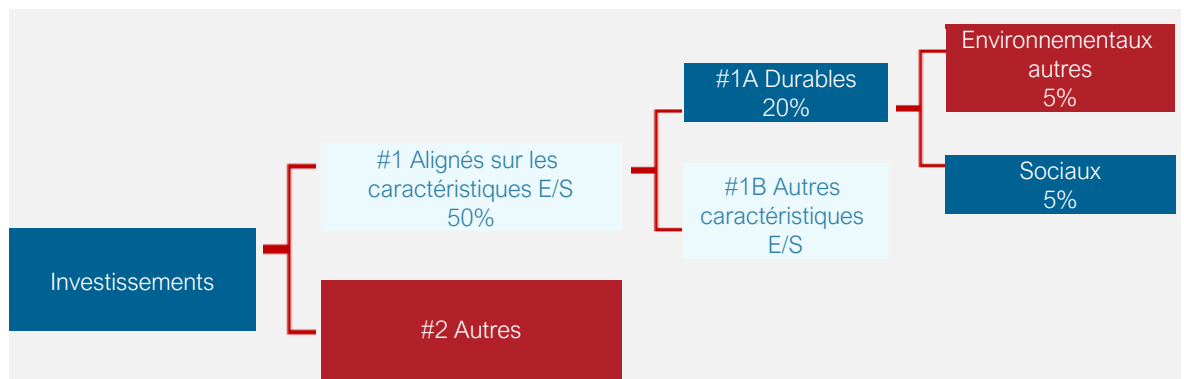 Investissements
#1 Alignés sur les
caractéristiques E/S
50%
#2 Autres
#1A Durables
20%
#1B Autres
caractéristiques
E/S
Environnementaux
autres
5%
Sociaux
5%